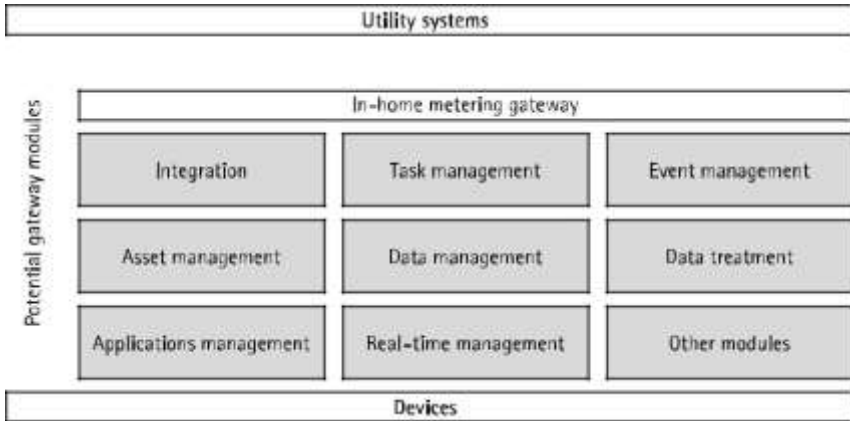 Utility systems
Potential gateway modules
In-home metering gateway
Integration
Task management
Event management
Asset management
Data management
Data treatment
Applications management
Real-time management
Other modules
Devices